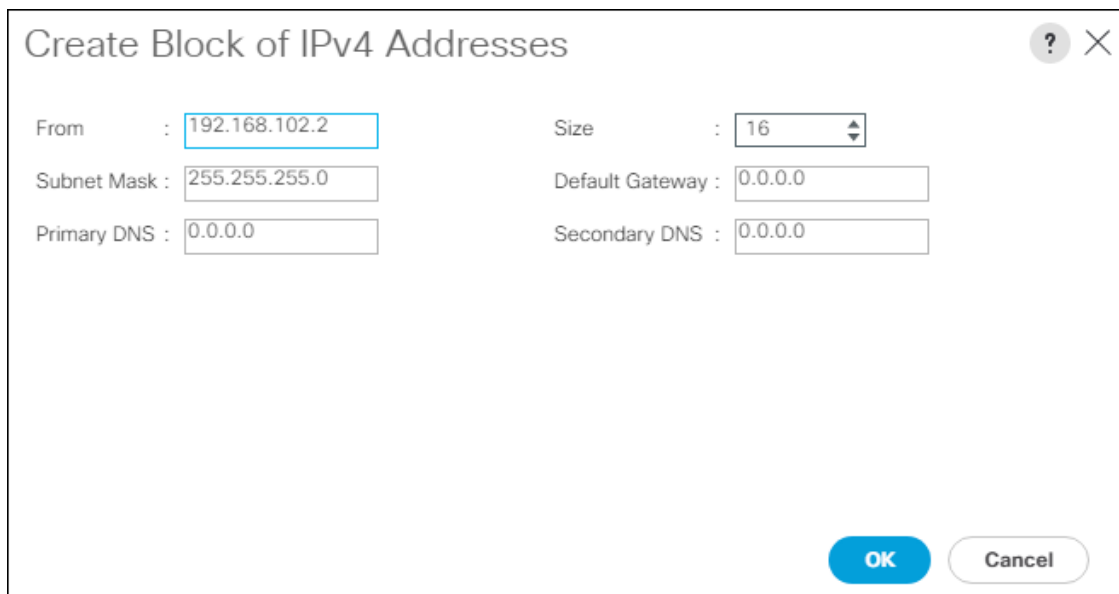 Create Block of IPv4 Addresses ?
From : 192.168.102.2 Size : 16
Subnet Mask : 255.255.255.0 Default Gateway : 0.0.0.0
Primary DNS : 0.0.0.0 Secondary DNS : 0.0.0.0
OK Cancel